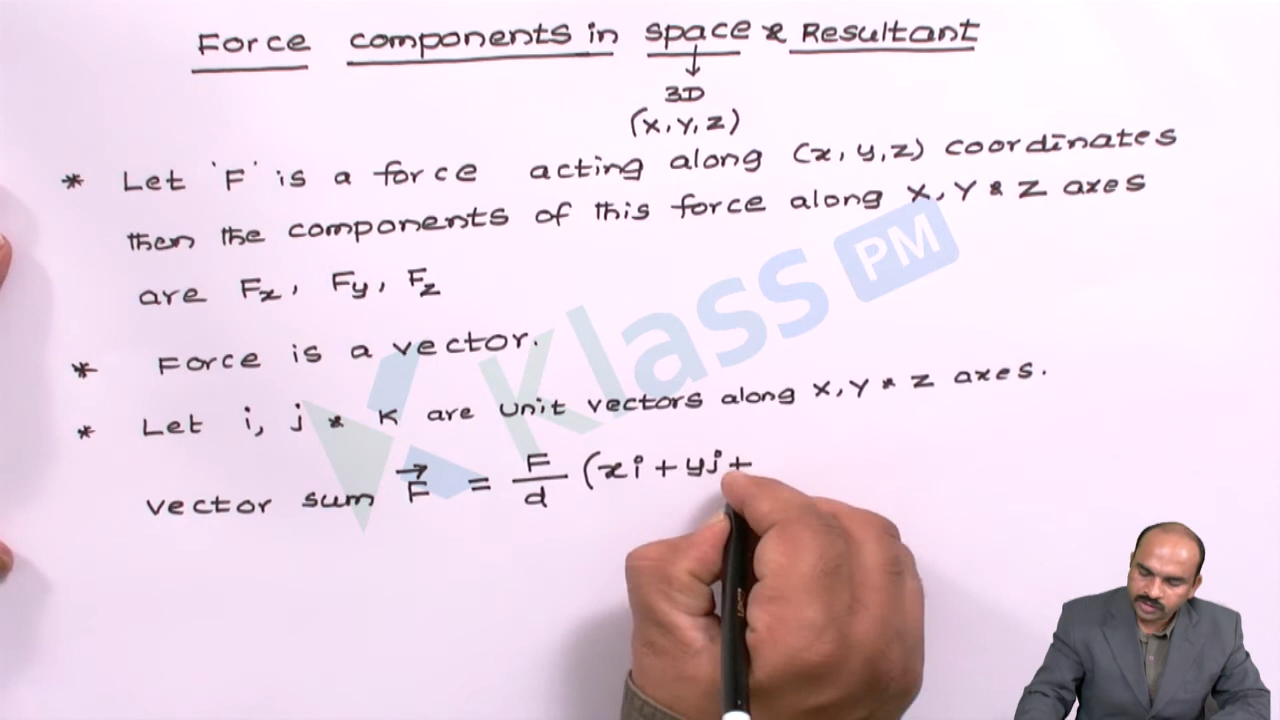 Force components in space & Resultant
3D
(X, Y, Z)
* Let 'F' is a force acting along (x, y, z) coordinates
then the components of this force along X, Y & Z axes
are Fx, Fy, Fz
* Force is a vector.
* Let i, j & K are unit vectors along X, Y & Z axes.
vector sum F⃗ = F/d (xi + yj +
Klass PM